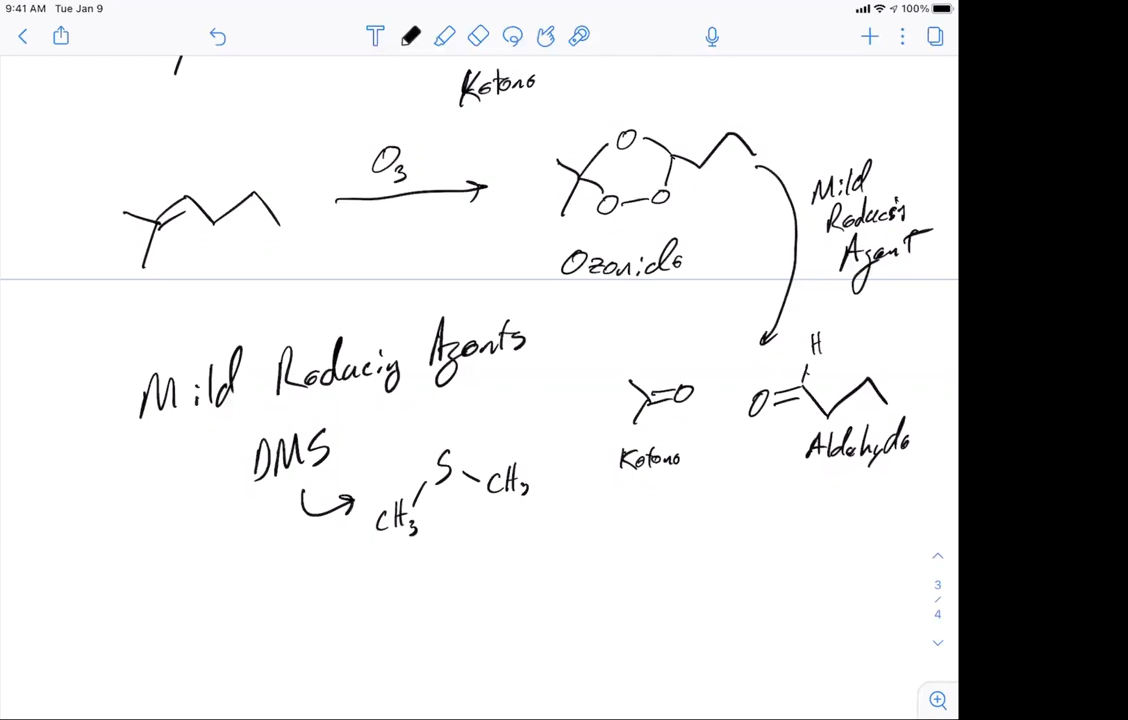 9:41 AM Tue Jan 9
100%
Ketone
O3
O
O
O
Ozonide
Mild
Reducing
Agent
Mild Reducing Agents
DMS
S
CH3
CH3
O
Ketone
H
O
Aldehyde
3
/
4